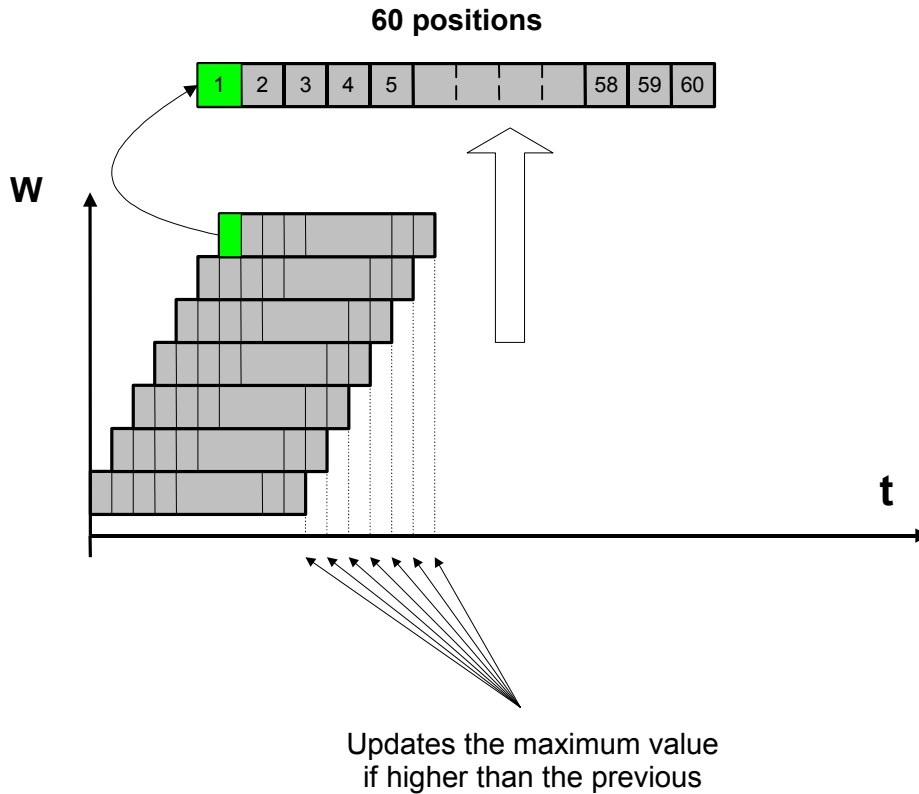 60 positions
1 2 3 4 5 58 59 60
W
t
Updates the maximum value
if higher than the previous